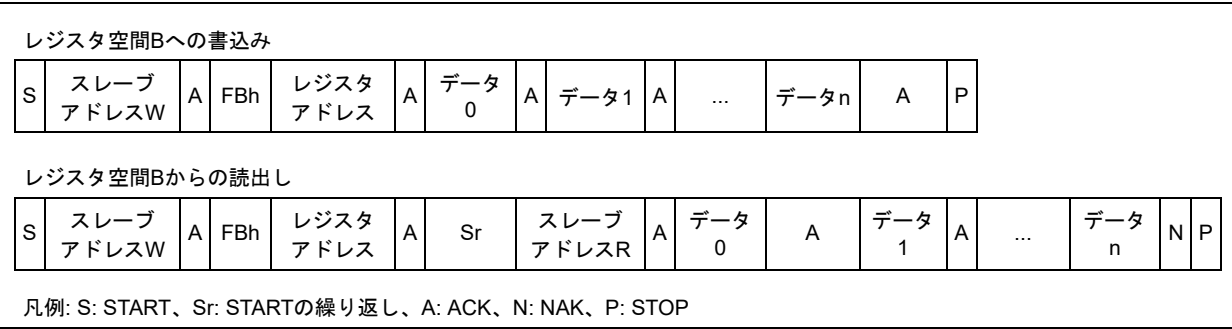 レジスタ空間Bへの書込み
S スレーブ アドレスW A FBh レジスタ アドレス A データ 0 A データ1 A ... データn A P
レジスタ空間Bからの読出し
S スレーブ アドレスW A FBh レジスタ アドレス A Sr スレーブ アドレスR A データ 0 A データ 1 A ... データ n N P
凡例: S: START、Sr: STARTの繰り返し、A: ACK、N: NAK、P: STOP